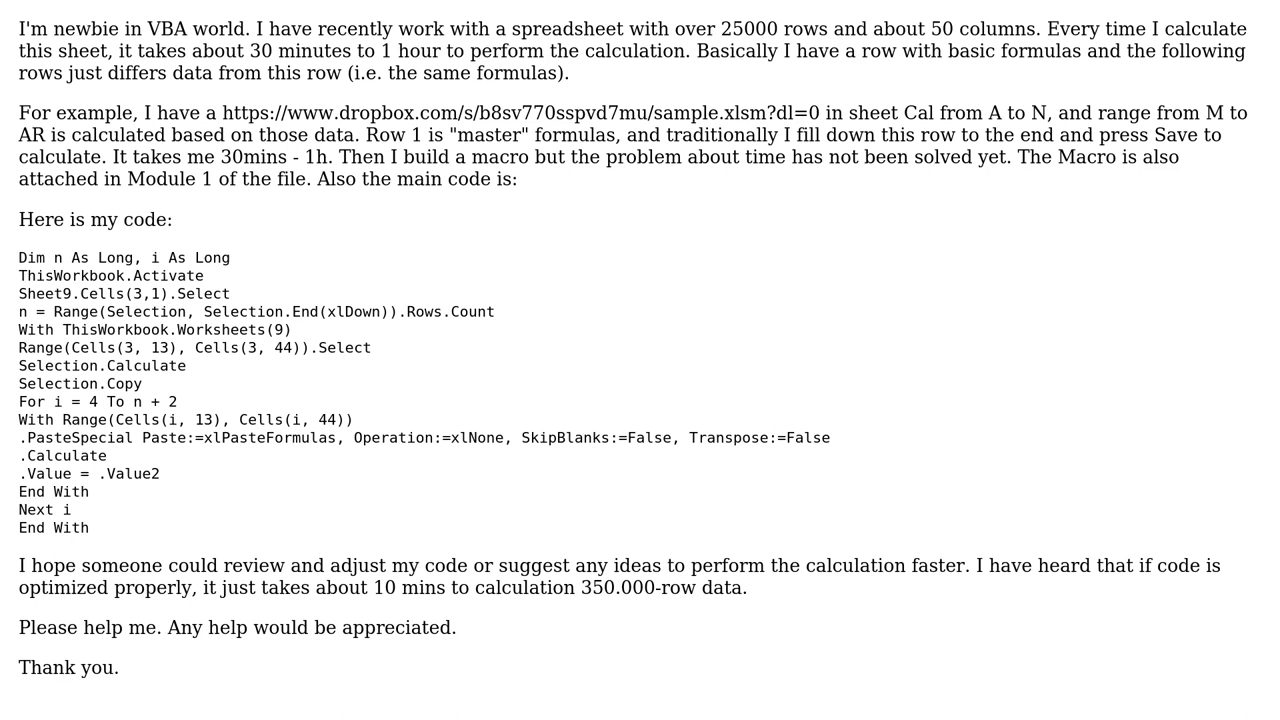 I'm newbie in VBA world. I have recently work with a spreadsheet with over 25000 rows and about 50 columns. Every time I calculate
this sheet, it takes about 30 minutes to 1 hour to perform the calculation. Basically I have a row with basic formulas and the following
rows just differs data from this row (i.e. the same formulas).
For example, I have a https://www.dropbox.com/s/b8sv770sspvd7mu/sample.xlsm?dl=0 in sheet Cal from A to N, and range from M to
AR is calculated based on those data. Row 1 is "master" formulas, and traditionally I fill down this row to the end and press Save to
calculate. It takes me 30mins - 1h. Then I build a macro but the problem about time has not been solved yet. The Macro is also
attached in Module 1 of the file. Also the main code is:
Here is my code:
Dim n As Long, i As Long
ThisWorkbook.Activate
Sheet9.Cells(3,1).Select
n = Range(Selection, Selection.End(xlDown)).Rows.Count
With ThisWorkbook.Worksheets(9)
Range(Cells(3, 13), Cells(3, 44)).Select
Selection.Calculate
Selection.Copy
For i = 4 To n + 2
With Range(Cells(i, 13), Cells(i, 44))
.PasteSpecial Paste:=xlPasteFormulas, Operation:=xlNone, SkipBlanks:=False, Transpose:=False
.Calculate
.Value = .Value2
End With
Next i
End With
I hope someone could review and adjust my code or suggest any ideas to perform the calculation faster. I have heard that if code is
optimized properly, it just takes about 10 mins to calculation 350.000-row data.
Please help me. Any help would be appreciated.
Thank you.